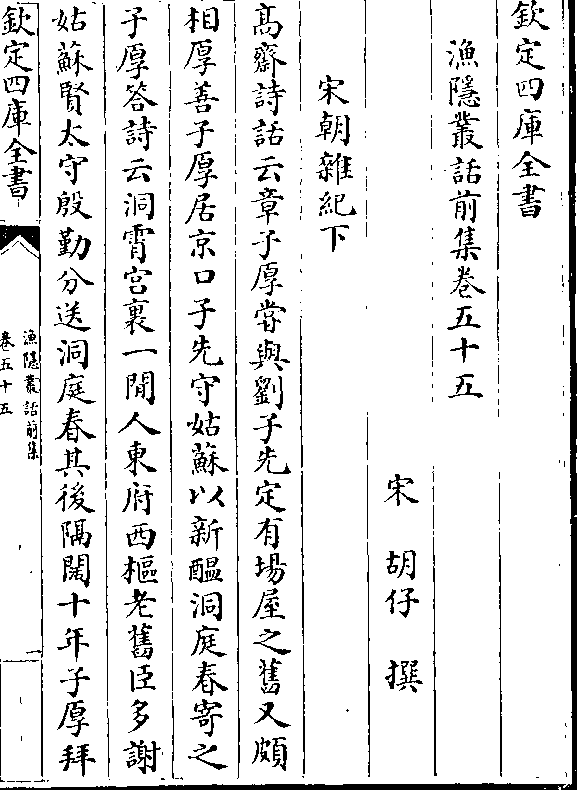 欽定四庫全書
漁隱叢話前集卷五十五
宋 胡仔 撰
宋朝雜紀下
髙齋詩話云章子厚嘗與劉子先定有場屋之舊又頗
相厚善子厚居京口子先守姑蘇以新醖洞庭春寄之
子厚答詩云洞霄宮裏一閒人東府西樞老舊臣多謝
姑蘇賢太守殷勤分送洞庭春其後隔闊十年子厚拜
欽定四庫全書
漁隱叢話前集
卷五十五
一